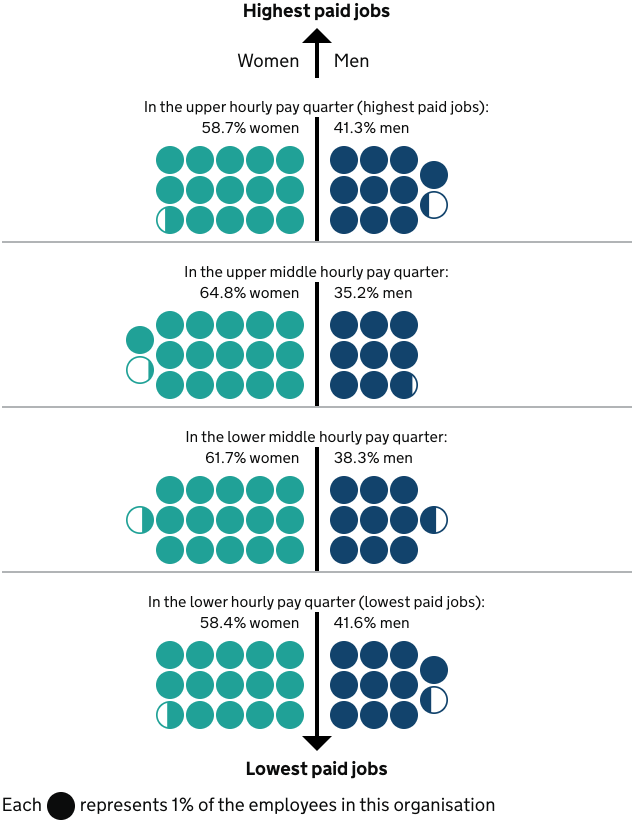 Highest paid jobs
Women Men
In the upper hourly pay quarter (highest paid jobs):
58.7% women 41.3% men
In the upper middle hourly pay quarter:
64.8% women 35.2% men
In the lower middle hourly pay quarter:
61.7% women 38.3% men
In the lower hourly pay quarter (lowest paid jobs):
58.4% women 41.6% men
Lowest paid jobs
Each represents 1% of the employees in this organisation